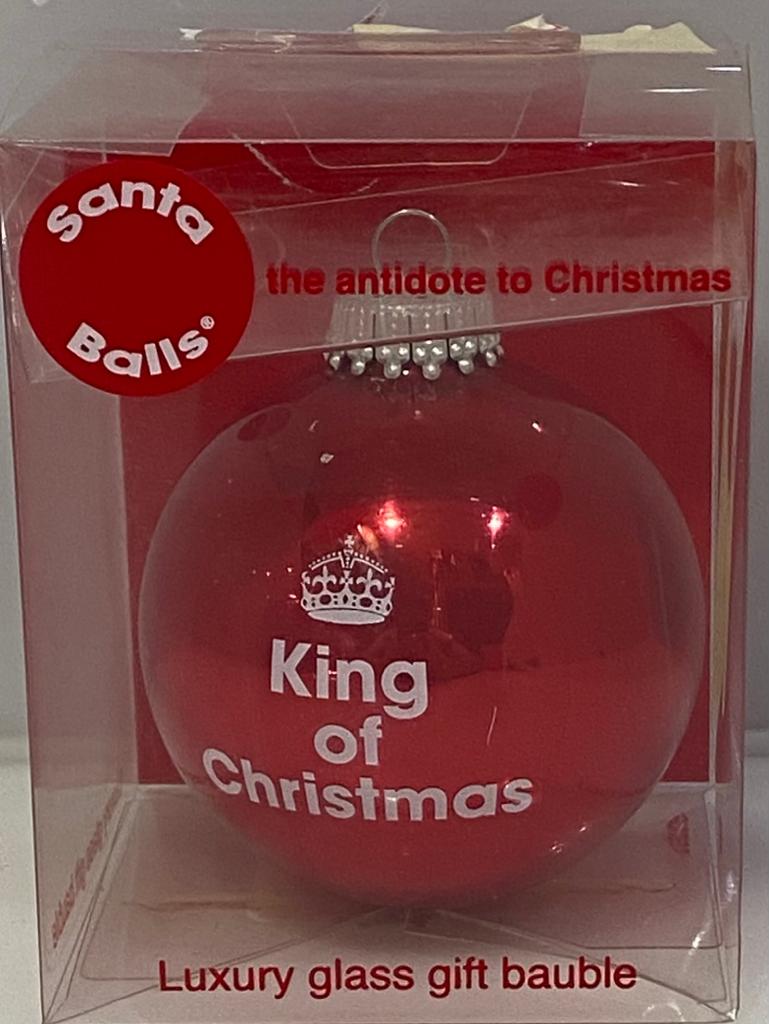 Santa
Balls®
the antidote to Christmas
King
of
Christmas
Luxury glass gift bauble